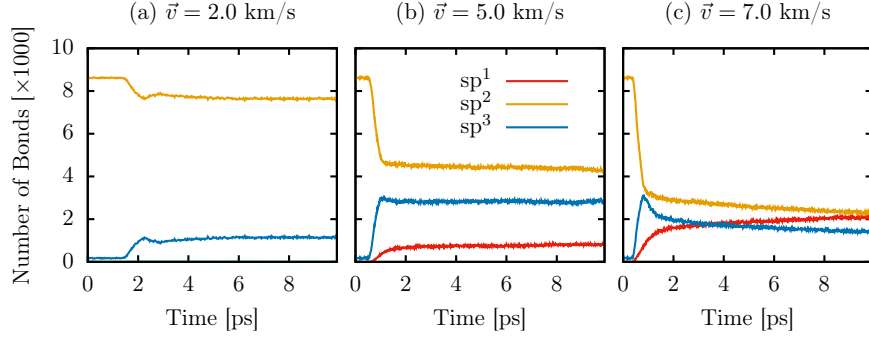 (a) v⃗ = 2.0 km/s
(b) v⃗ = 5.0 km/s
(c) v⃗ = 7.0 km/s
Number of Bonds [×1000]
10
8
6
4
2
0
sp¹
sp²
sp³
0 2 4 6 8
0 2 4 6 8
0 2 4 6 8
Time [ps]
Time [ps]
Time [ps]